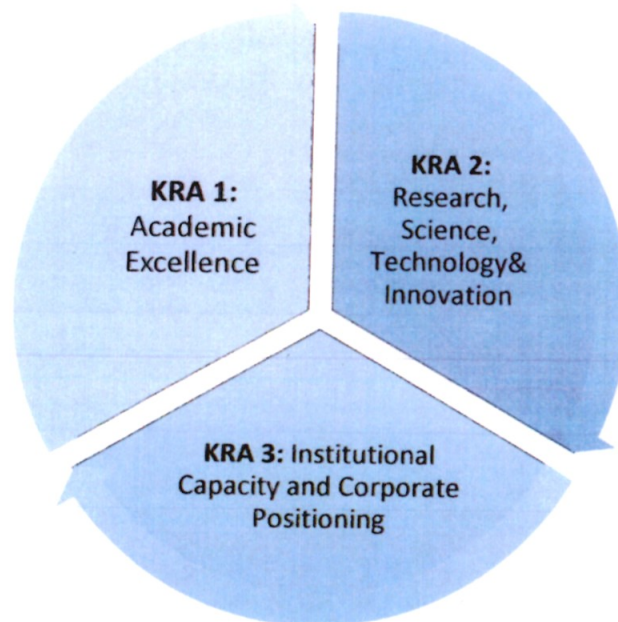 KRA 1:
Academic
Excellence
KRA 2:
Research,
Science,
Technology&
Innovation
KRA 3: Institutional
Capacity and Corporate
Positioning